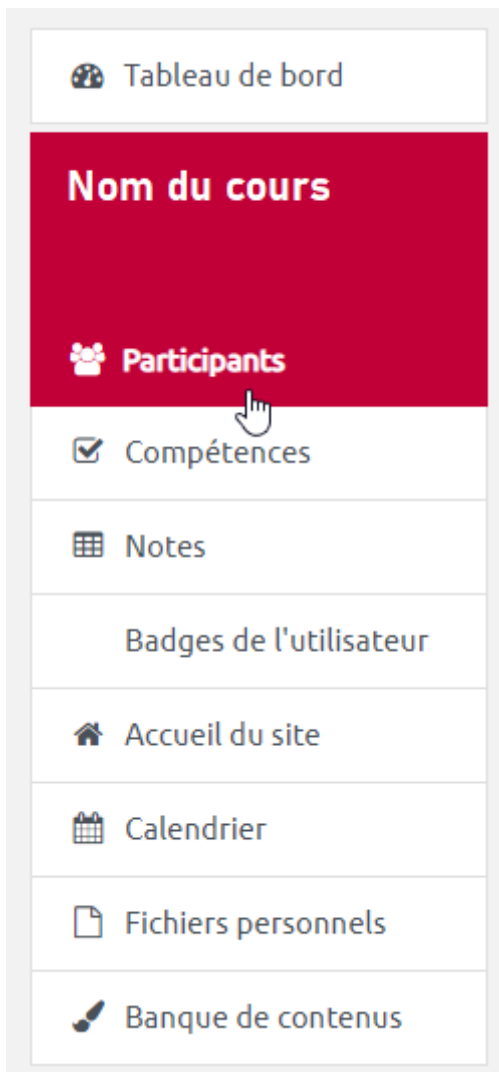 Tableau de bord
Nom du cours
Participants
Compétences
Notes
Badges de l'utilisateur
Accueil du site
Calendrier
Fichiers personnels
Banque de contenus